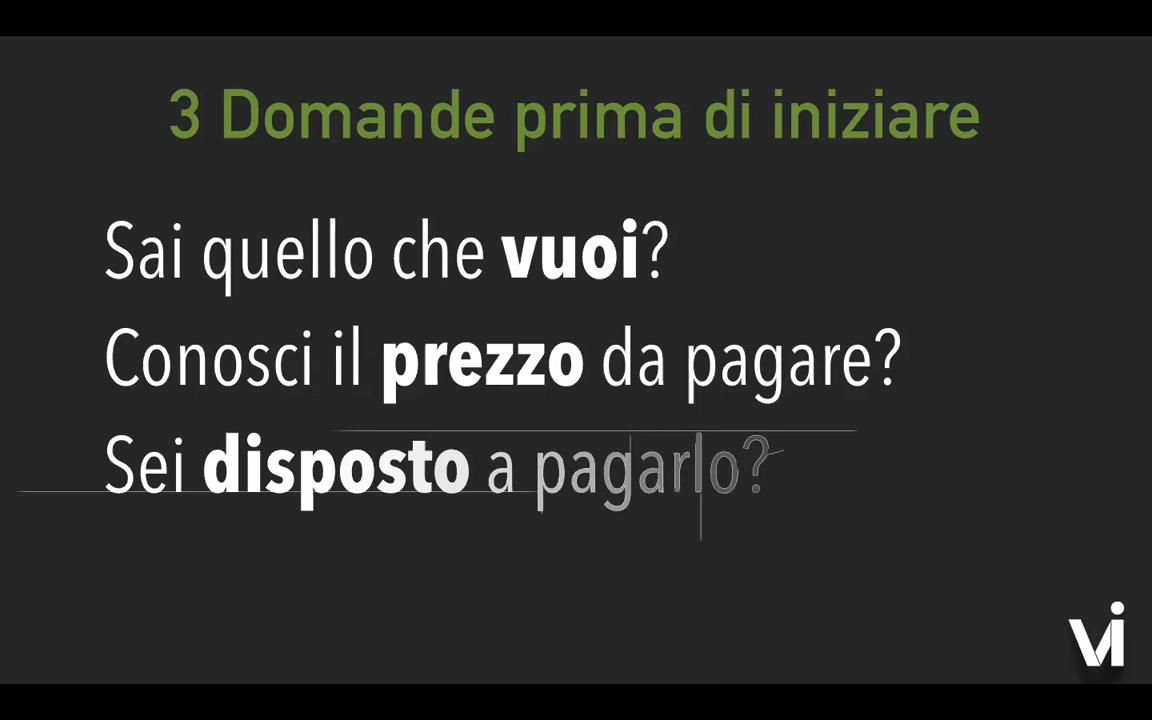 3 Domande prima di iniziare
Sai quello che vuoi?
Conosci il prezzo da pagare?
Sei disposto a pagarlo?
vi